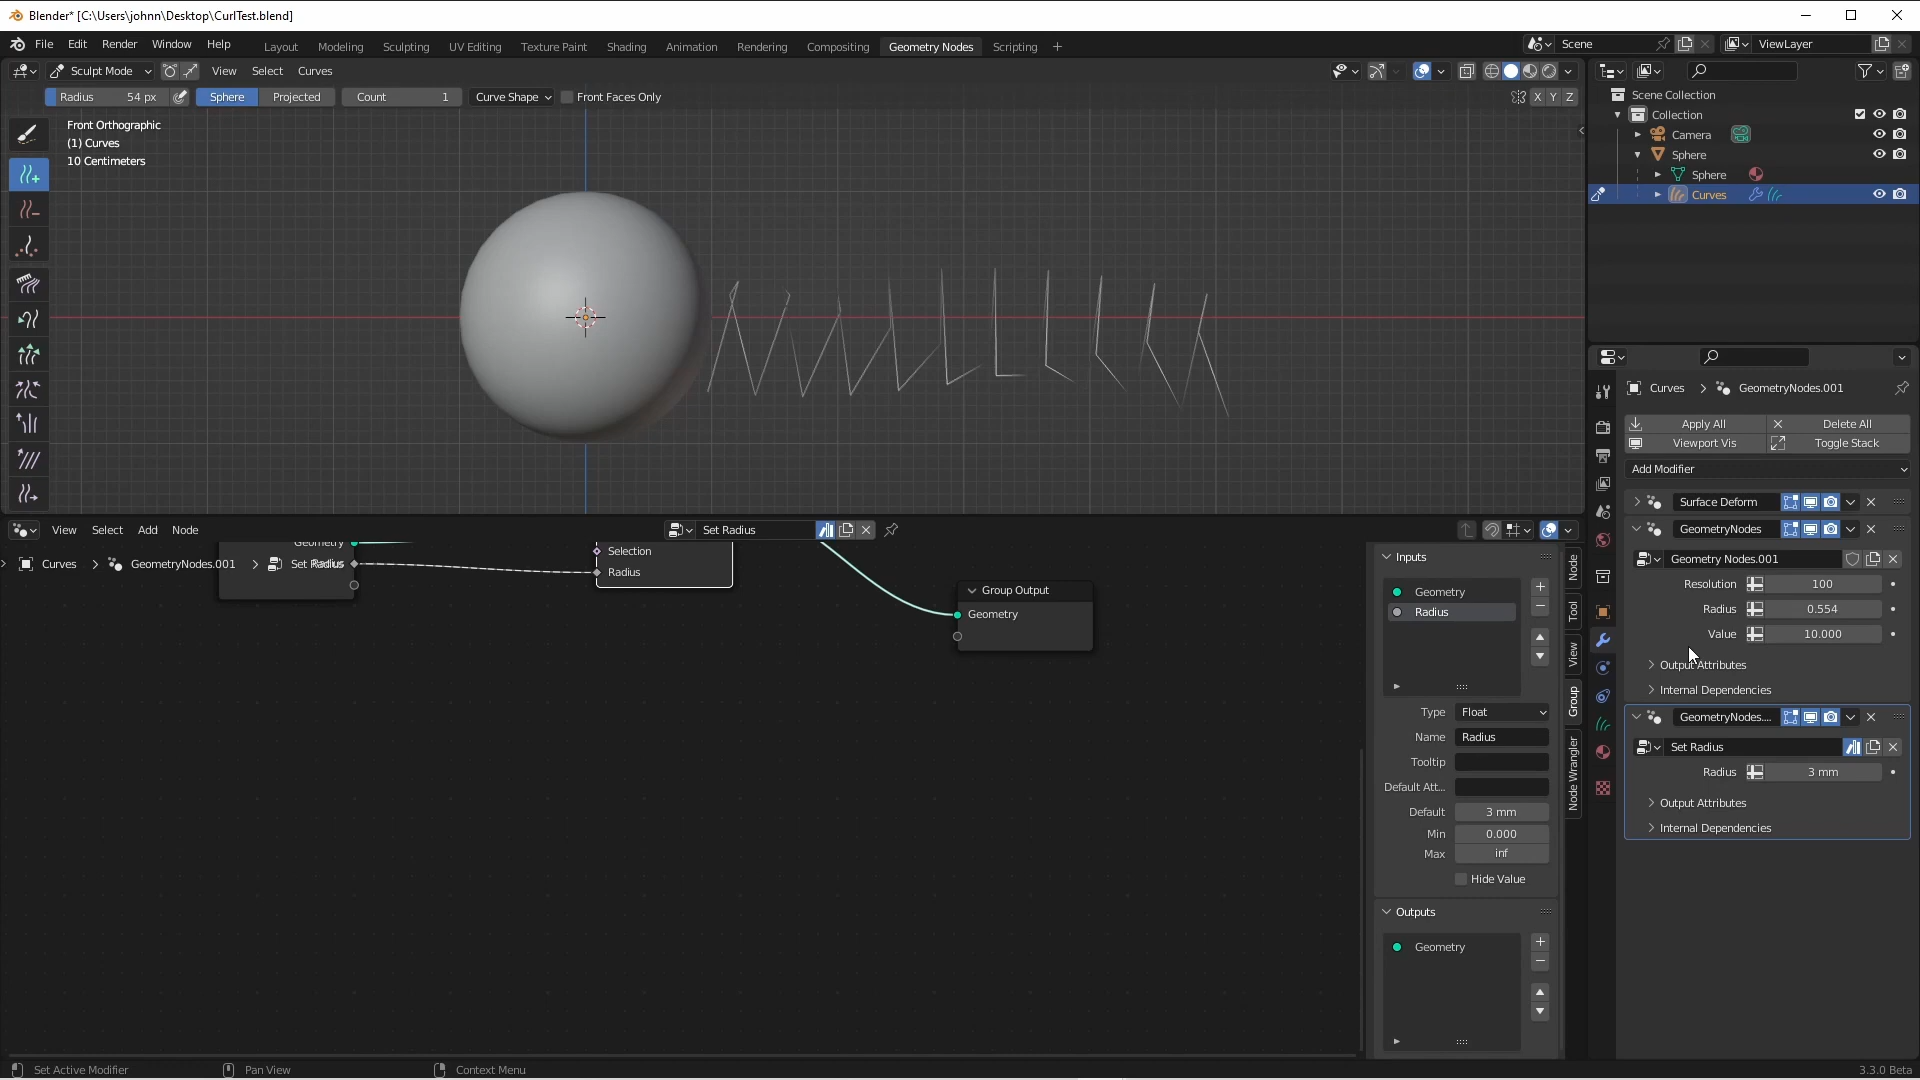 Blender* [C:\Users\johnn\Desktop\CurlTest.blend]
File Edit Render Window Help Layout Modeling Sculpting UV Editing Texture Paint Shading Animation Rendering Compositing Geometry Nodes Scripting + Scene ViewLayer
Sculpt Mode View Select Curves
Radius 54 px Sphere Projected Count 1 Curve Shape Front Faces Only X Y Z
Front Orthographic
(1) Curves
10 Centimeters
Scene Collection
Collection
Camera
Sphere
Sphere
Curves
Curves > GeometryNodes.001
Apply All Delete All
Viewport Vis Toggle Stack
Add Modifier
Surface Deform
GeometryNodes
Geometry Nodes.001
Resolution 100
Radius 0.554
Value 10.000
Output Attributes
Internal Dependencies
GeometryNodes....
Set Radius
Radius 3 mm
Output Attributes
Internal Dependencies
View Select Add Node Set Radius
Curves > GeometryNodes.001 > Set Radius
Geometry
Radius
Selection
Radius
Group Output
Geometry
Inputs
Geometry
Radius
Type Float
Name Radius
Tooltip
Default Att...
Default 3 mm
Min 0.000
Max inf
Hide Value
Outputs
Geometry
Node
Tool
View
Group
Node Wrangler
Set Active Modifier Pan View Context Menu 3.3.0 Beta